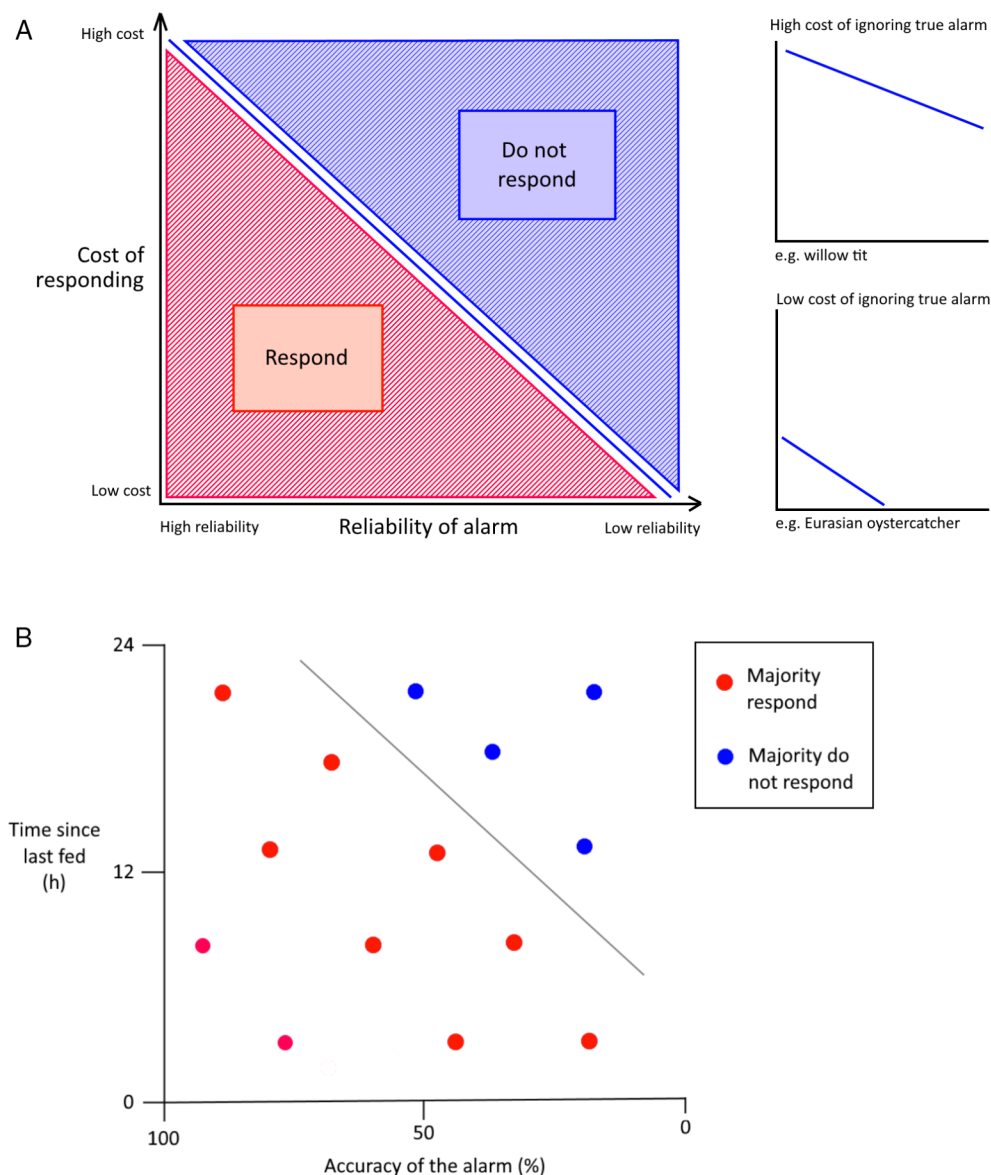 A
High cost
Do not
respond
Cost of
responding
Respond
Low cost
High reliability
Reliability of alarm
Low reliability
High cost of ignoring true alarm
e.g. willow tit
Low cost of ignoring true alarm
e.g. Eurasian oystercatcher
B
24
Time since
last fed
(h)
12
0
100
50
0
Accuracy of the alarm (%)
Majority
respond
Majority do
not respond